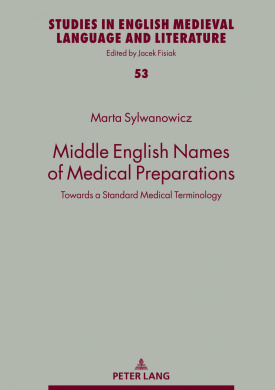 STUDIES IN ENGLISH MEDIEVAL
LANGUAGE AND LITERATURE
Edited by Jacek Fisiak
53
Marta Sylwanowicz
Middle English Names
of Medical Preparations
Towards a Standard Medical Terminology
PETER LANG